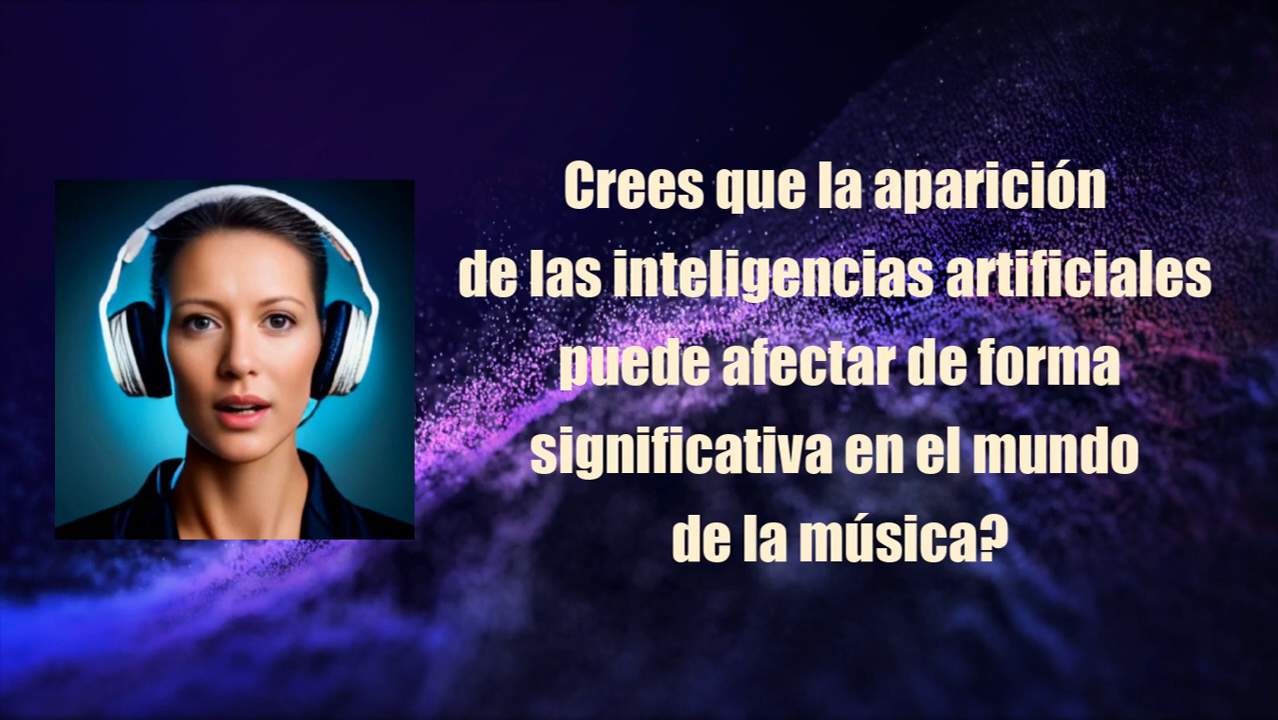 Crees que la aparición
de las inteligencias artificiales
puede afectar de forma
significativa en el mundo
de la música?